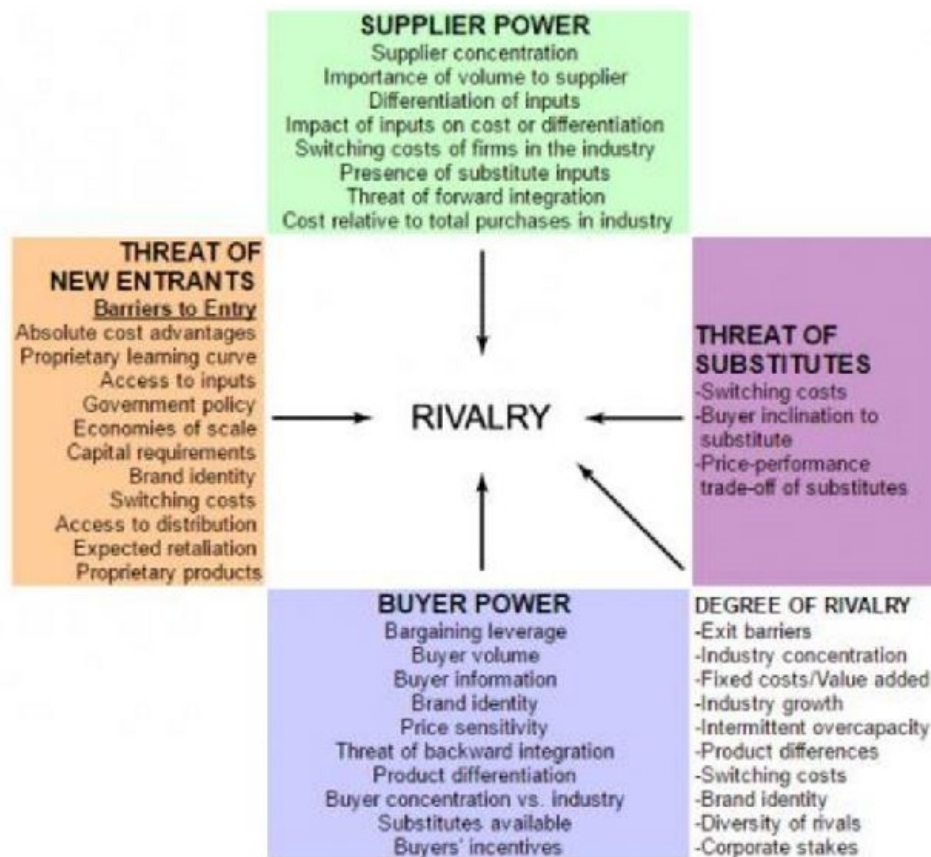 SUPPLIER POWER
Supplier concentration
Importance of volume to supplier
Differentiation of inputs
Impact of inputs on cost or differentiation
Switching costs of firms in the industry
Presence of substitute inputs
Threat of forward integration
Cost relative to total purchases in industry
THREAT OF
NEW ENTRANTS
Barriers to Entry
Absolute cost advantages
Proprietary learning curve
Access to inputs
Government policy
Economies of scale
Capital requirements
Brand identity
Switching costs
Access to distribution
Expected retaliation
Proprietary products
RIVALRY
THREAT OF
SUBSTITUTES
-Switching costs
-Buyer inclination to
substitute
-Price-performance
trade-off of substitutes
BUYER POWER
Bargaining leverage
Buyer volume
Buyer information
Brand identity
Price sensitivity
Threat of backward integration
Product differentiation
Buyer concentration vs. industry
Substitutes available
Buyers' incentives
DEGREE OF RIVALRY
-Exit barriers
-Industry concentration
-Fixed costs/Value added
-Industry growth
-Intermittent overcapacity
-Product differences
-Switching costs
-Brand identity
-Diversity of rivals
-Corporate stakes